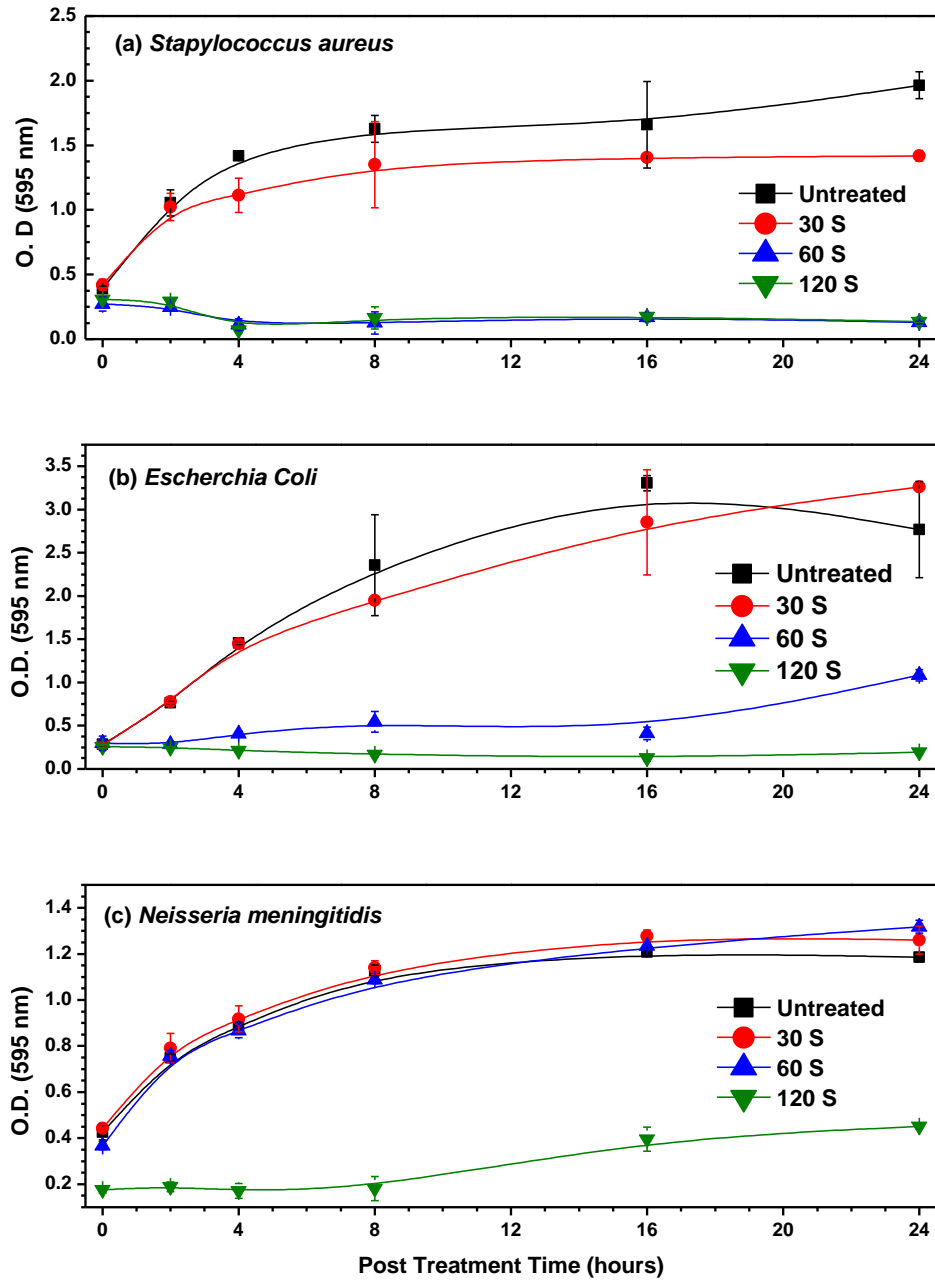 (a) Stapylococcus aureus
O. D (595 nm)
2.5
2.0
1.5
1.0
0.5
0.0
Untreated
30 S
60 S
120 S
0 4 8 12 16 20 24
(b) Escherchia Coli
O.D. (595 nm)
3.5
3.0
2.5
2.0
1.5
1.0
0.5
0.0
Untreated
30 S
60 S
120 S
0 4 8 12 16 20 24
(c) Neisseria meningitidis
O.D. (595 nm)
1.4
1.2
1.0
0.8
0.6
0.4
0.2
Untreated
30 S
60 S
120 S
0 4 8 12 16 20 24
Post Treatment Time (hours)